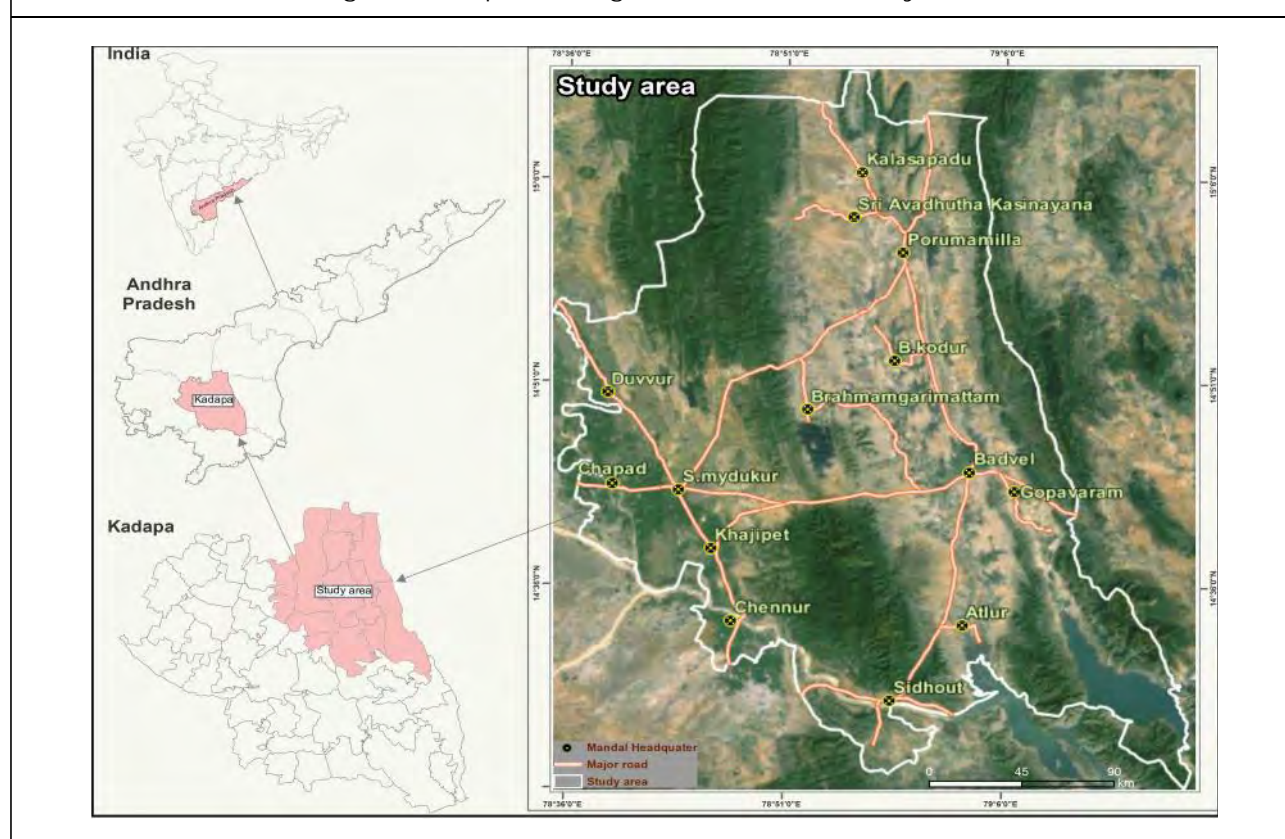 India
Andhra Pradesh
Andhra
Pradesh
Kadapa
Kadapa
Study area
78°36'0"E 78°51'0"E 79°6'0"E
Study area
Kalasapadu
Sri Avadhutha Kasinayana
Porumamilla
B.kodur
Duvvur
Brahmamgarimattam
Chapad
S.mydukur
Badvel
Gopavaram
Khajipet
Chennur
Atlur
Sidhout
Mandal Headquater
Major road
Study area
0 45 90
km
78°36'0"E 78°51'0"E 79°6'0"E